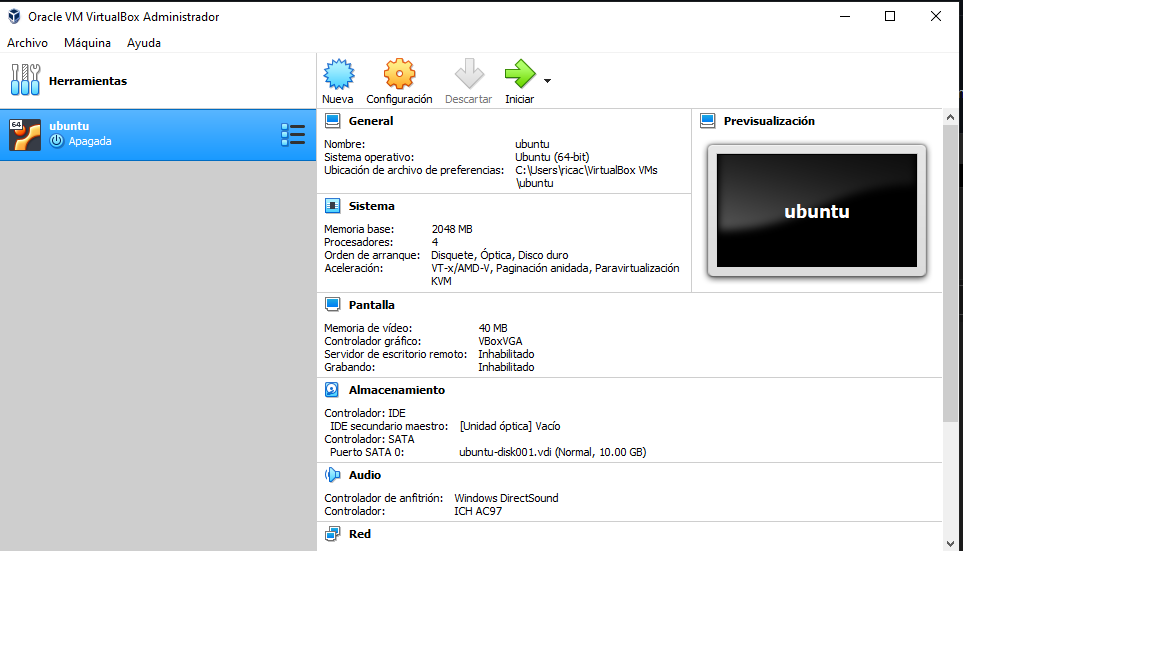 Oracle VM VirtualBox Administrador
Archivo Máquina Ayuda
Herramientas
Nueva Configuración Descartar Iniciar
64
ubuntu
Apagada
General
Nombre: ubuntu
Sistema operativo: Ubuntu (64-bit)
Ubicación de archivo de preferencias: C:\Users\ricac\VirtualBox VMs
\ubuntu
Previsualización
ubuntu
Sistema
Memoria base: 2048 MB
Procesadores: 4
Orden de arranque: Disquete, Óptica, Disco duro
Aceleración: VT-x/AMD-V, Paginación anidada, Paravirtualización
KVM
Pantalla
Memoria de vídeo: 40 MB
Controlador gráfico: VBoxVGA
Servidor de escritorio remoto: Inhabilitado
Grabando: Inhabilitado
Almacenamiento
Controlador: IDE
IDE secundario maestro: [Unidad óptica] Vacío
Controlador: SATA
Puerto SATA 0: ubuntu-disk001.vdi (Normal, 10.00 GB)
Audio
Controlador de anfitrión: Windows DirectSound
Controlador: ICH AC97
Red